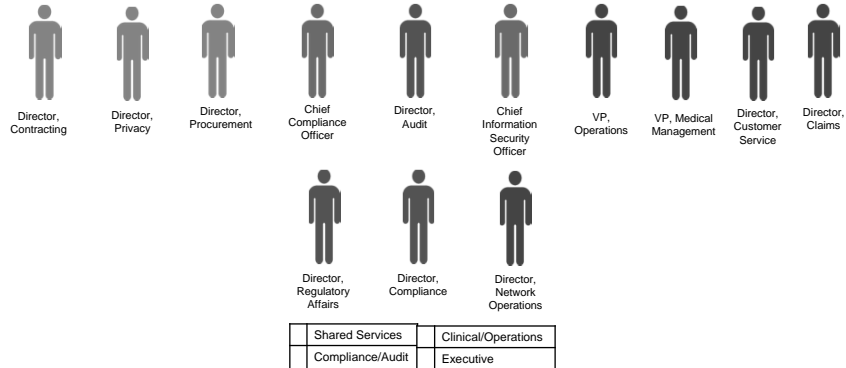 Director,
Contracting
Director,
Privacy
Director,
Procurement
Chief
Compliance
Officer
Director,
Audit
Chief
Information
Security
Officer
VP,
Operations
VP, Medical
Management
Director,
Customer
Service
Director,
Claims
Director,
Regulatory
Affairs
Director,
Compliance
Director,
Network
Operations
Shared Services
Clinical/Operations
Compliance/Audit
Executive